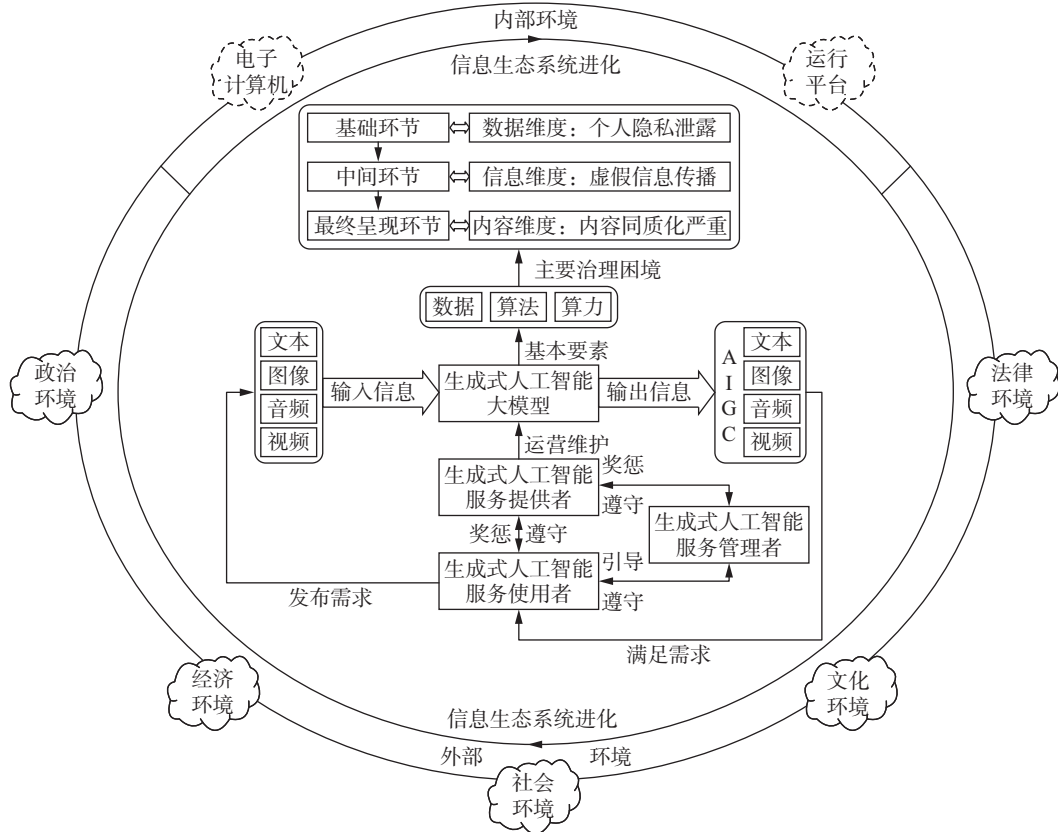 内部环境
信息生态系统进化
电子
计算机
运行
平台
基础环节
数据维度：个人隐私泄露
中间环节
信息维度：虚假信息传播
最终呈现环节
内容维度：内容同质化严重
主要治理困境
数据
算法
算力
基本要素
文本
图像
音频
视频
输入信息
生成式人工智能
大模型
输出信息
AIGC
文本
图像
音频
视频
政治
环境
法律
环境
运营维护
生成式人工智能
服务提供者
奖惩
遵守
生成式人工智能
服务管理者
奖惩
遵守
生成式人工智能
服务使用者
引导
遵守
发布需求
满足需求
经济
环境
文化
环境
信息生态系统进化
外部
环境
社会
环境